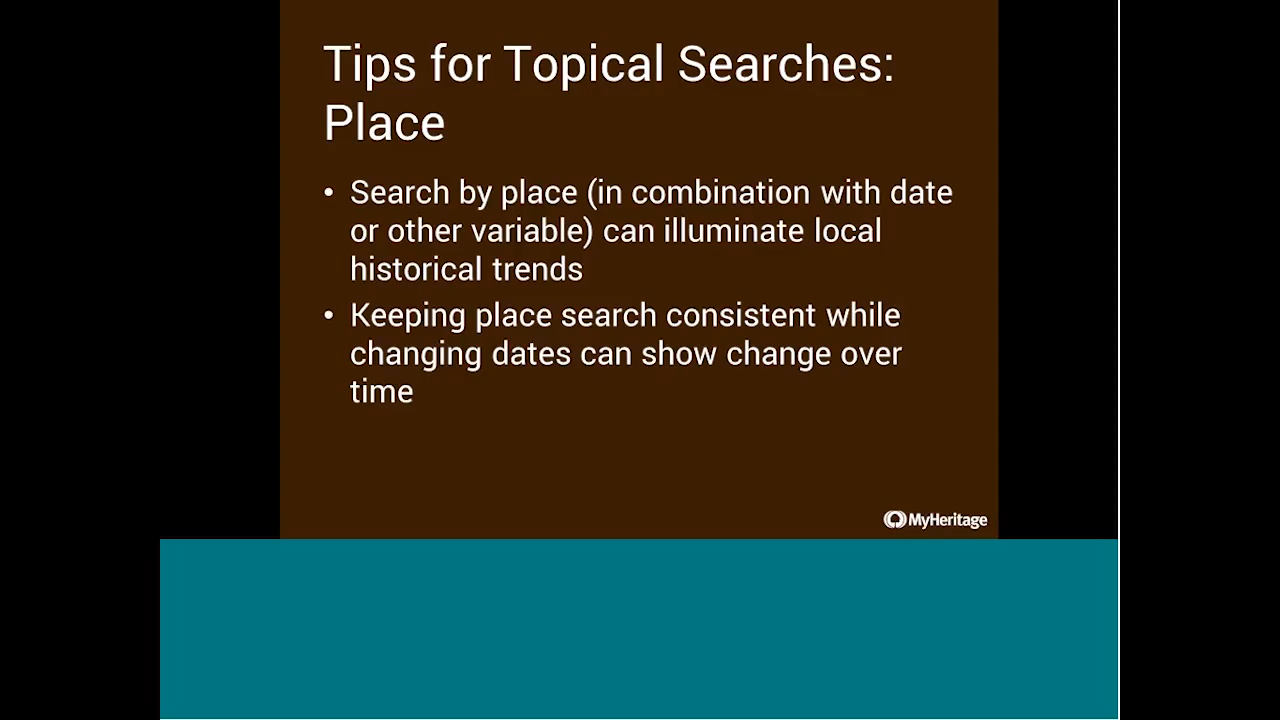 Tips for Topical Searches:
Place
• Search by place (in combination with date
or other variable) can illuminate local
historical trends
• Keeping place search consistent while
changing dates can show change over
time
MyHeritage